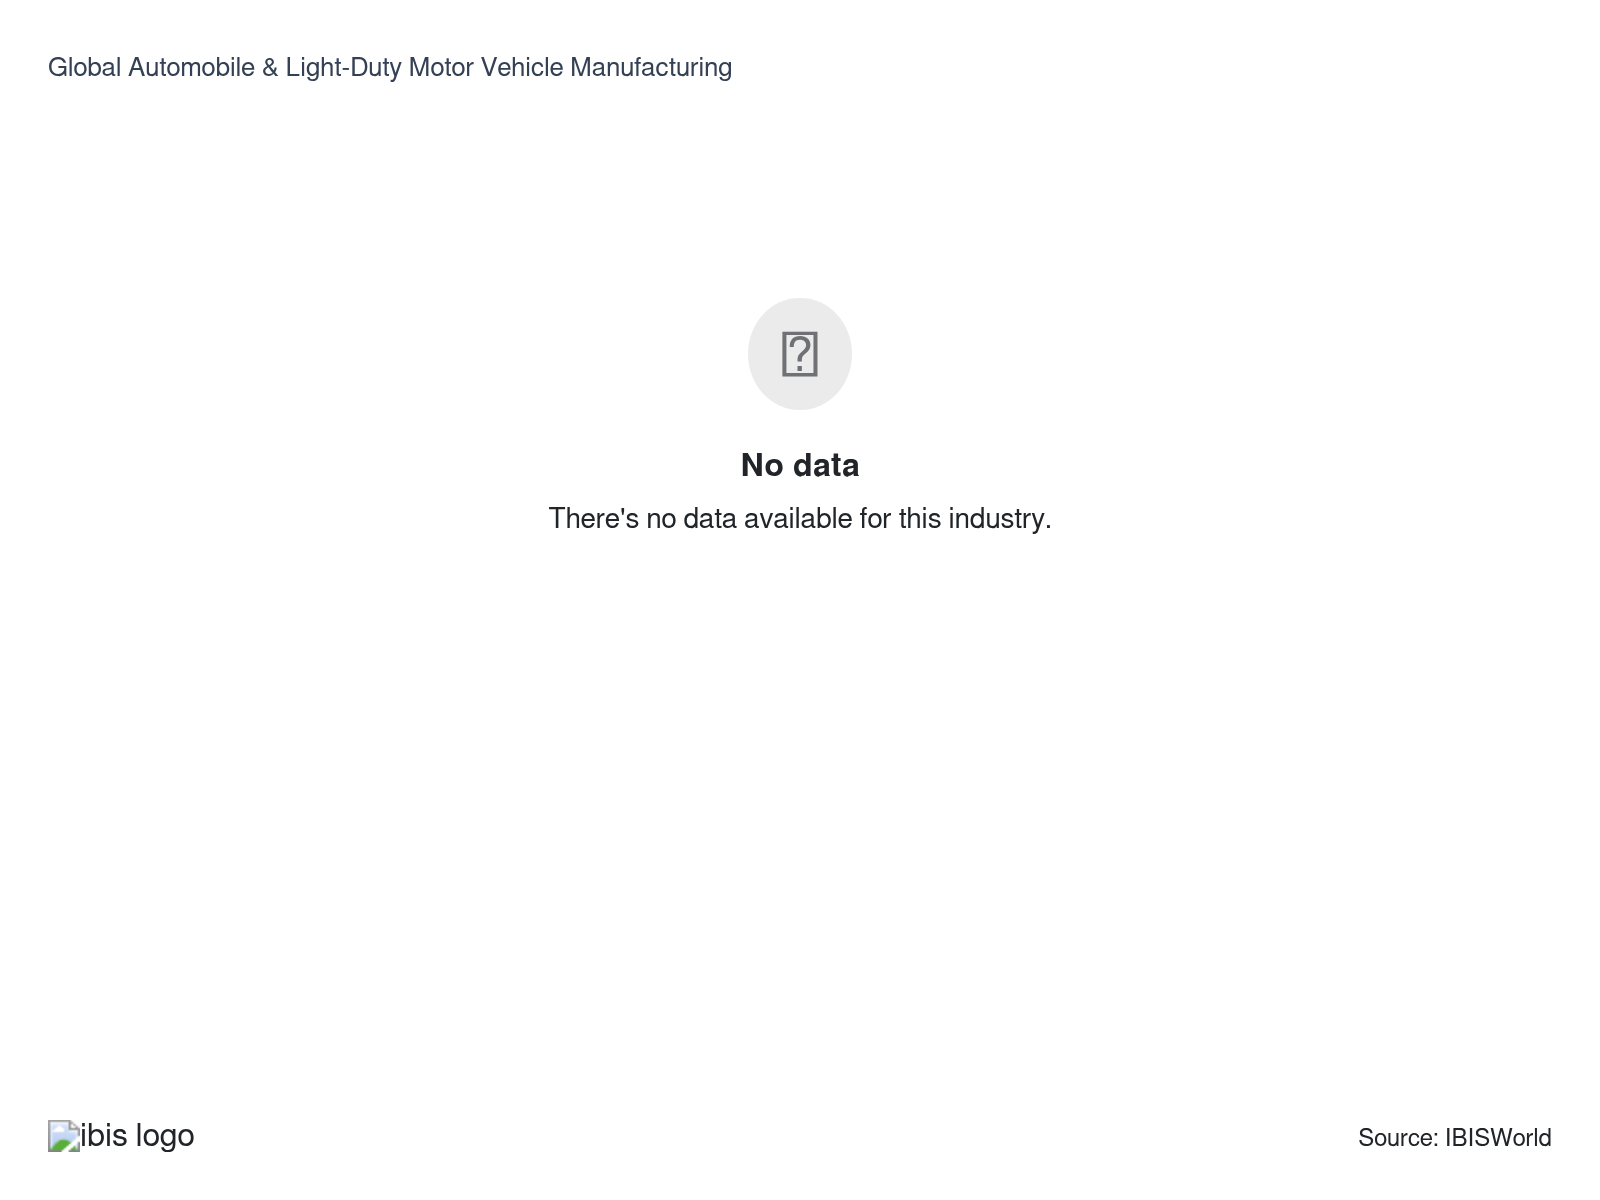 Global Automobile & Light-Duty Motor Vehicle Manufacturing
No data
There's no data available for this industry.
ibis logo
Source: IBISWorld